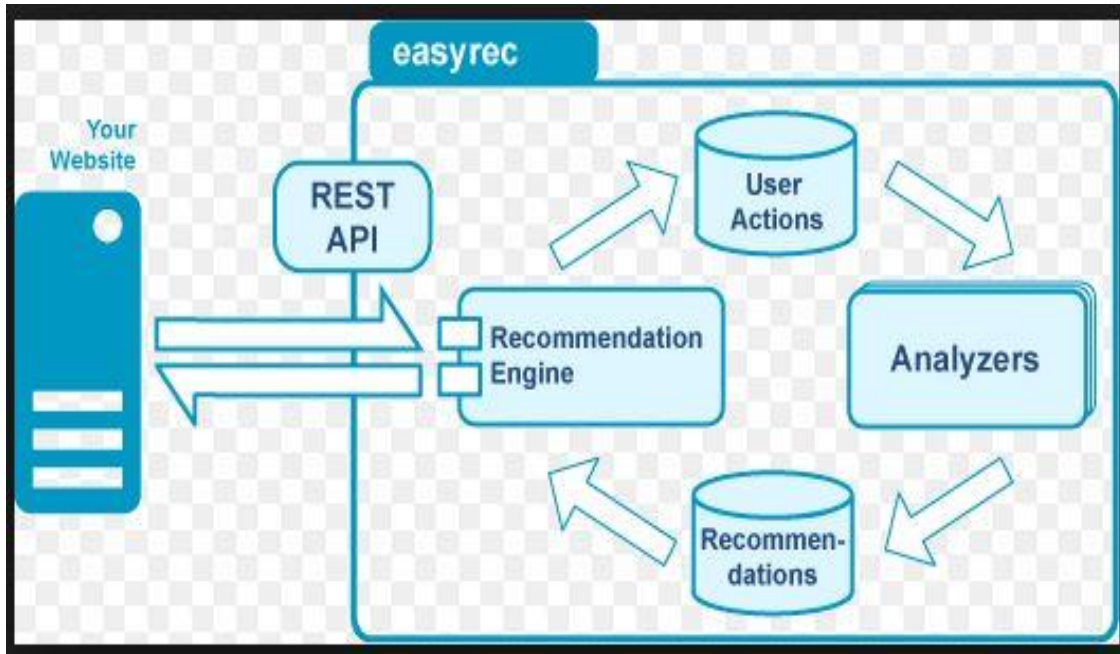 easyrec
Your
Website
REST
API
User
Actions
Recommendation
Engine
Analyzers
Recommen-
dations